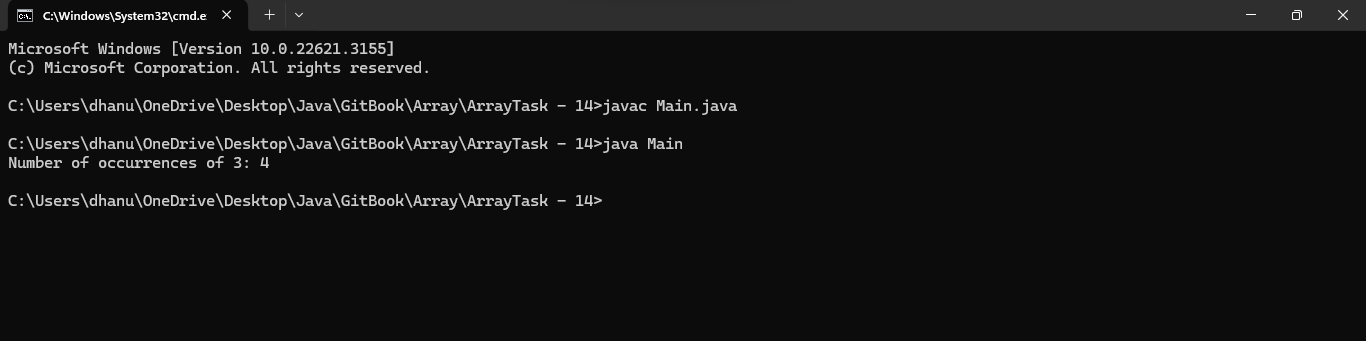 C:\Windows\System32\cmd.e
Microsoft Windows [Version 10.0.22621.3155]
(c) Microsoft Corporation. All rights reserved.
C:\Users\dhanu\OneDrive\Desktop\Java\GitBook\Array\ArrayTask - 14>javac Main.java
C:\Users\dhanu\OneDrive\Desktop\Java\GitBook\Array\ArrayTask - 14>java Main
Number of occurrences of 3: 4
C:\Users\dhanu\OneDrive\Desktop\Java\GitBook\Array\ArrayTask - 14>